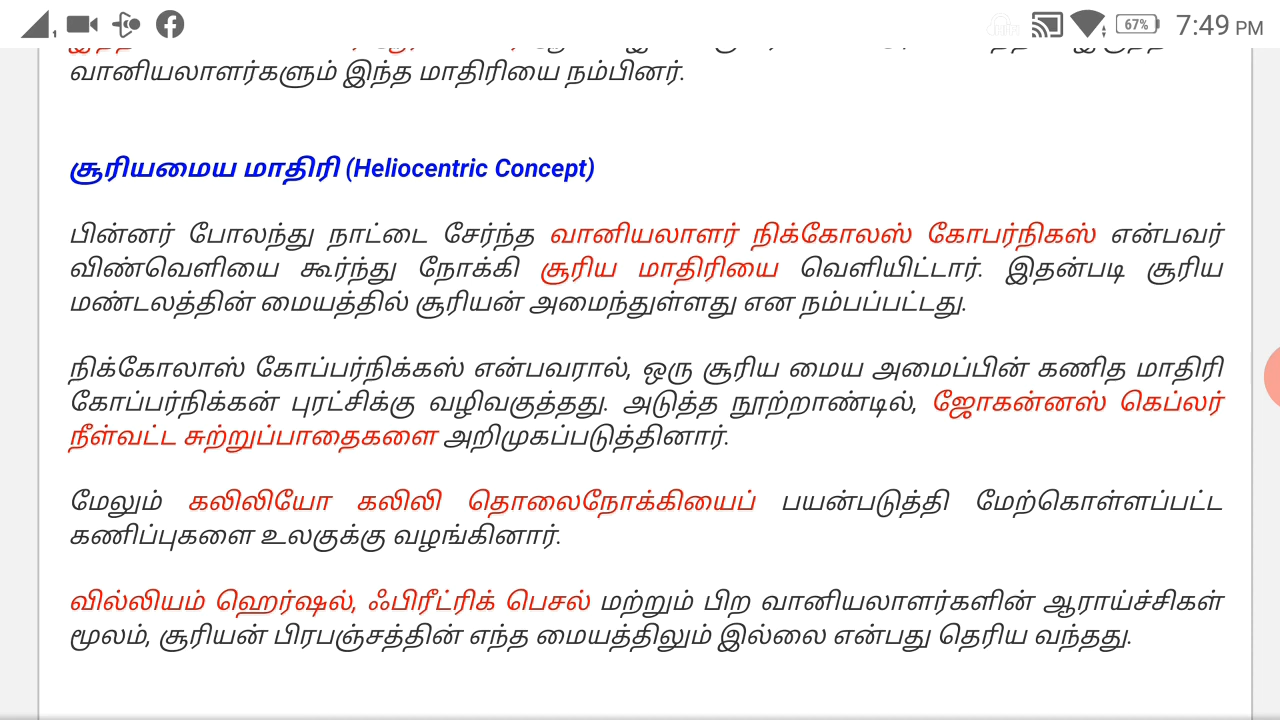 7:49 PM
67%
வானியலாளர்களும் இந்த மாதிரியை நம்பினர்.
சூரியமைய மாதிரி (Heliocentric Concept)
பின்னர் போலந்து நாட்டை சேர்ந்த வானியலாளர் நிக்கோலஸ் கோபர்நிகஸ் என்பவர்
விண்வெளியை கூர்ந்து நோக்கி சூரிய மாதிரியை வெளியிட்டார். இதன்படி சூரிய
மண்டலத்தின் மையத்தில் சூரியன் அமைந்துள்ளது என நம்பப்பட்டது.
நிக்கோலாஸ் கோப்பர்நிக்கஸ் என்பவரால், ஒரு சூரிய மைய அமைப்பின் கணித மாதிரி
கோப்பர்நிக்கன் புரட்சிக்கு வழிவகுத்தது. அடுத்த நூற்றாண்டில், ஜோகன்னஸ் கெப்லர்
நீள்வட்ட சுற்றுப்பாதைகளை அறிமுகப்படுத்தினார்.
மேலும் கலிலியோ கலிலி தொலைநோக்கியைப் பயன்படுத்தி மேற்கொள்ளப்பட்ட
கணிப்புகளை உலகுக்கு வழங்கினார்.
வில்லியம் ஹெர்ஷல், ஃபிரீட்ரிக் பெசல் மற்றும் பிற வானியலாளர்களின் ஆராய்ச்சிகள்
மூலம், சூரியன் பிரபஞ்சத்தின் எந்த மையத்திலும் இல்லை என்பது தெரிய வந்தது.